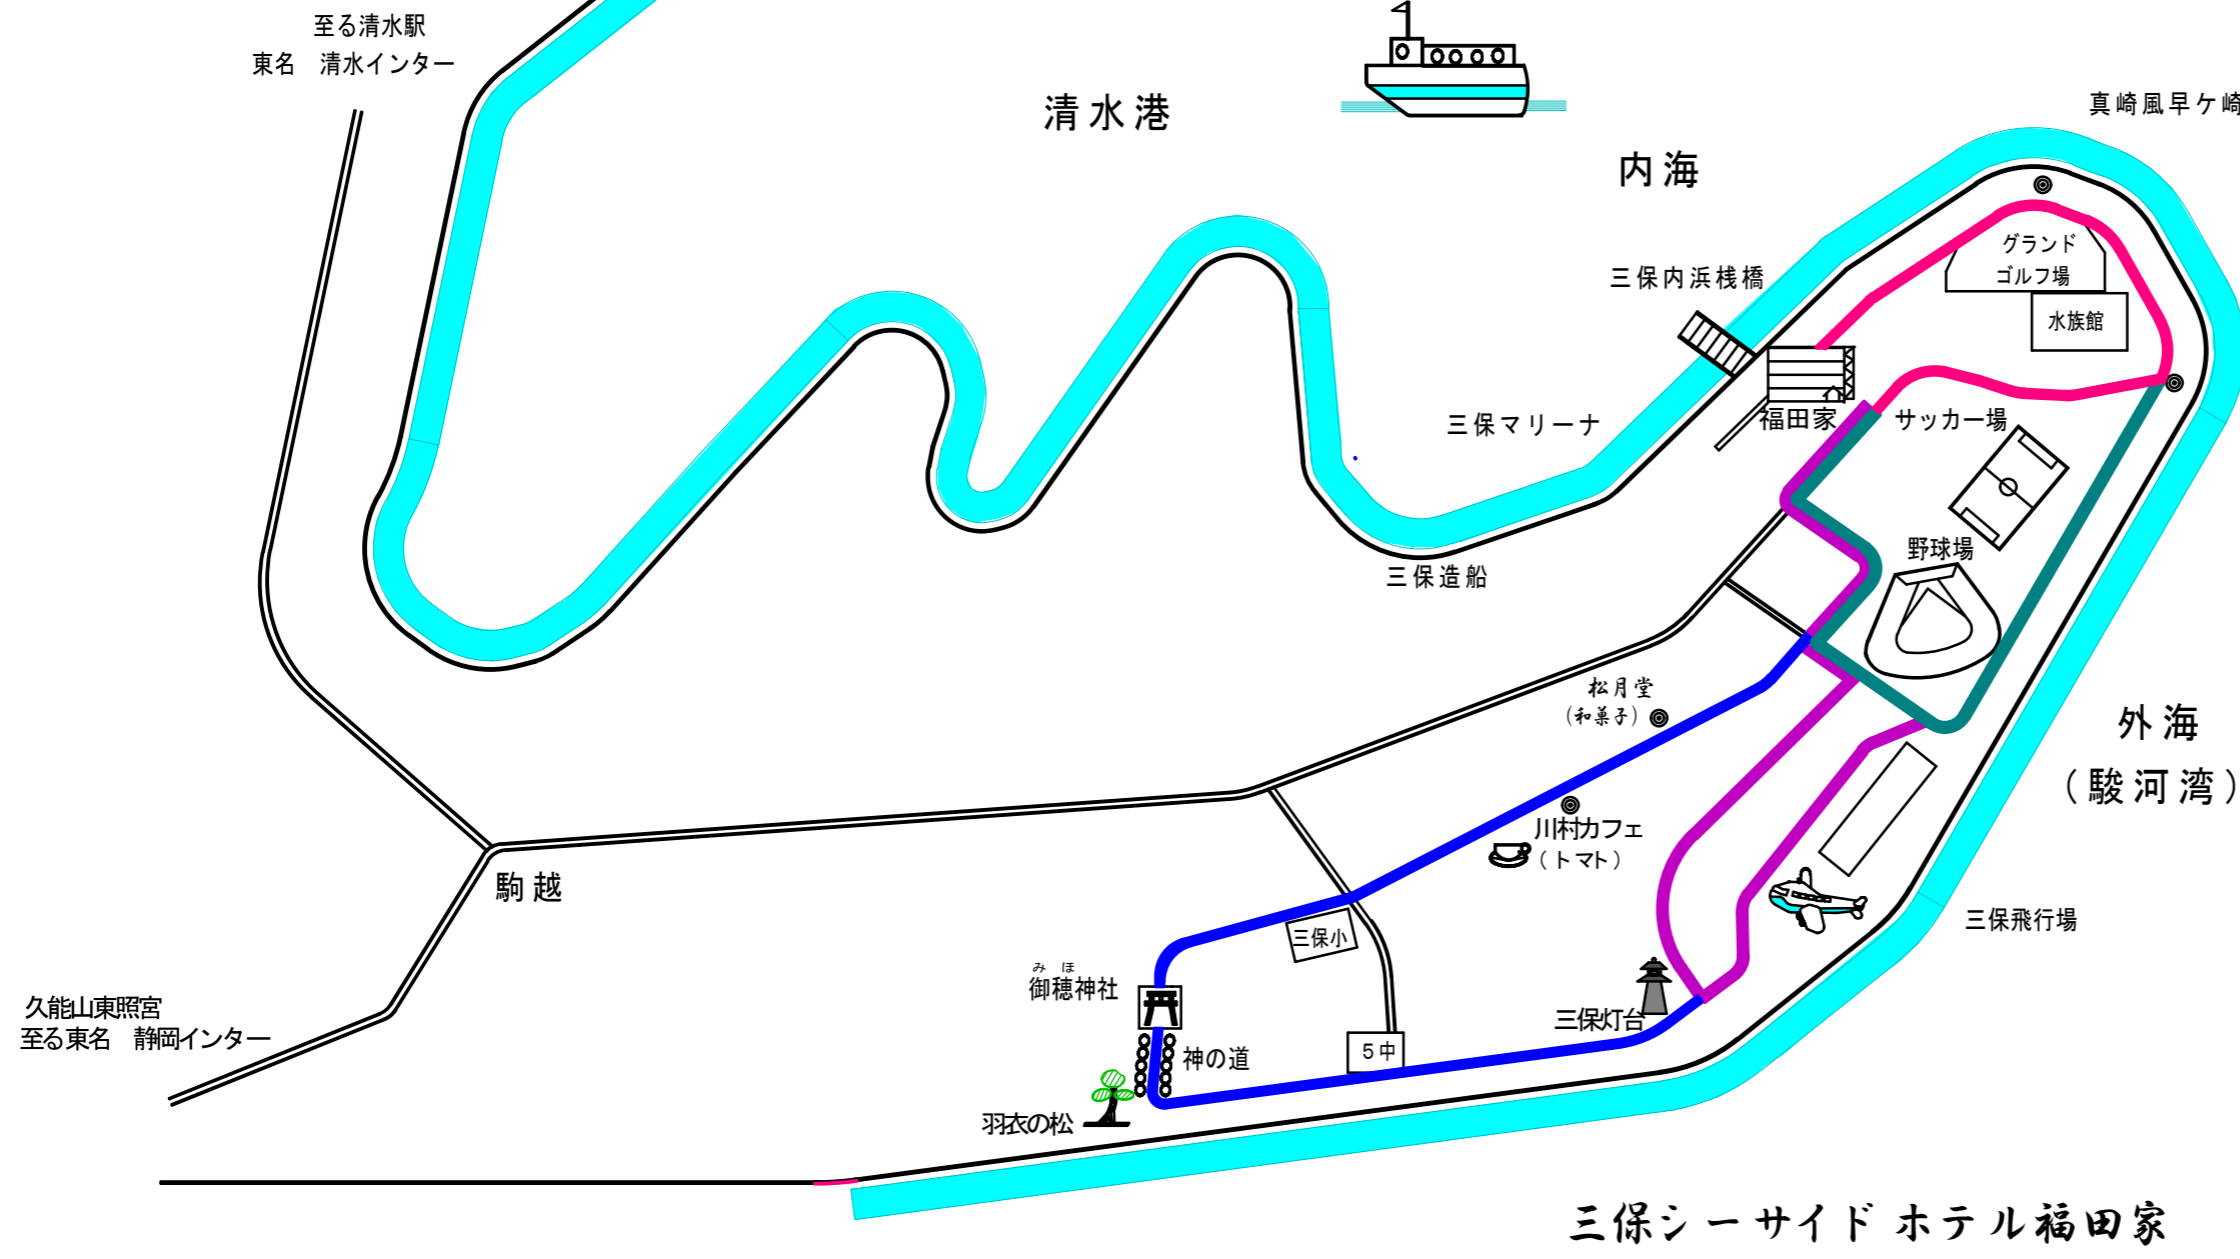 至る清水駅
東名　清水インター
清水港
内海
真崎風早ケ崎
グランド
ゴルフ場
水族館
三保内浜桟橋
福田家
サッカー場
三保マリーナ
野球場
三保造船
松月堂
(和菓子)
外海
(駿河湾)
川村カフェ
(トマト)
駒越
三保小
三保飛行場
みほ
御穂神社
久能山東照宮
至る東名　静岡インター
三保灯台
5中
神の道
羽衣の松
三保シーサイド ホテル福田家